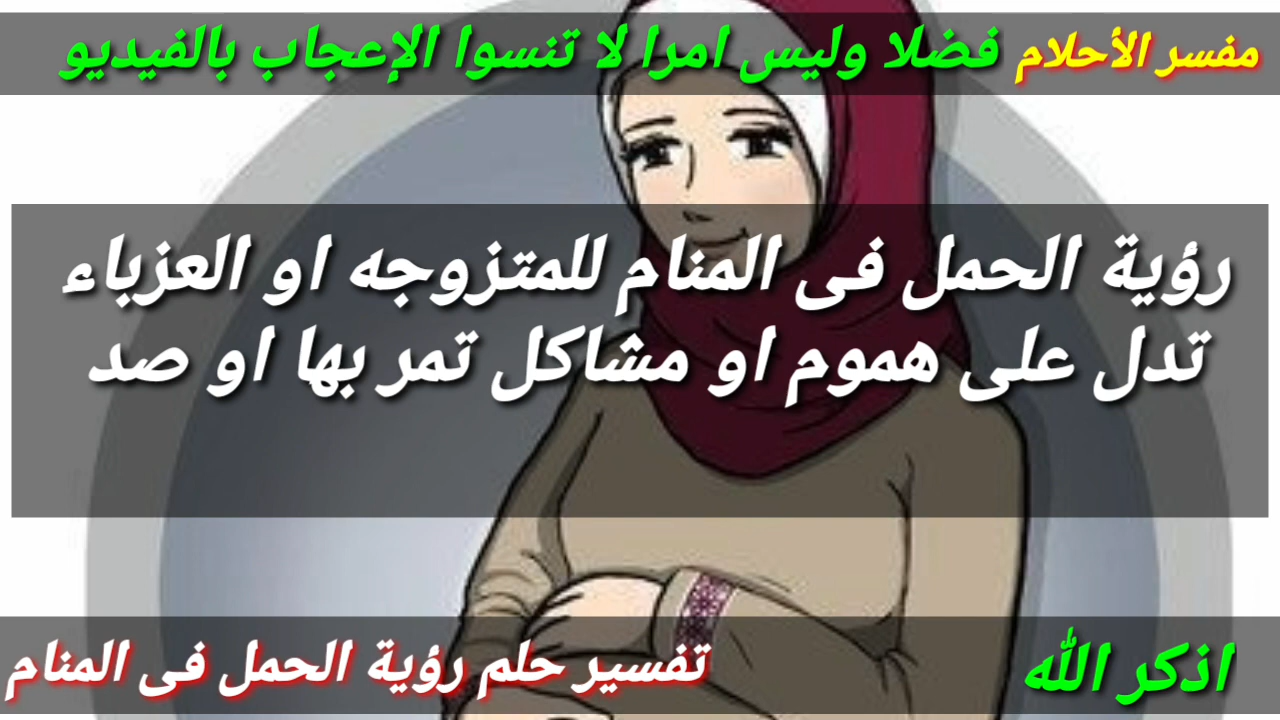 مفسر الأحلام فضلا وليس امرا لا تنسوا الإعجاب بالفيديو
رؤية الحمل فى المنام للمتزوجه او العزباء
تدل على هموم او مشاكل تمر بها او صد
اذكر الله
تفسير حلم رؤية الحمل فى المنام